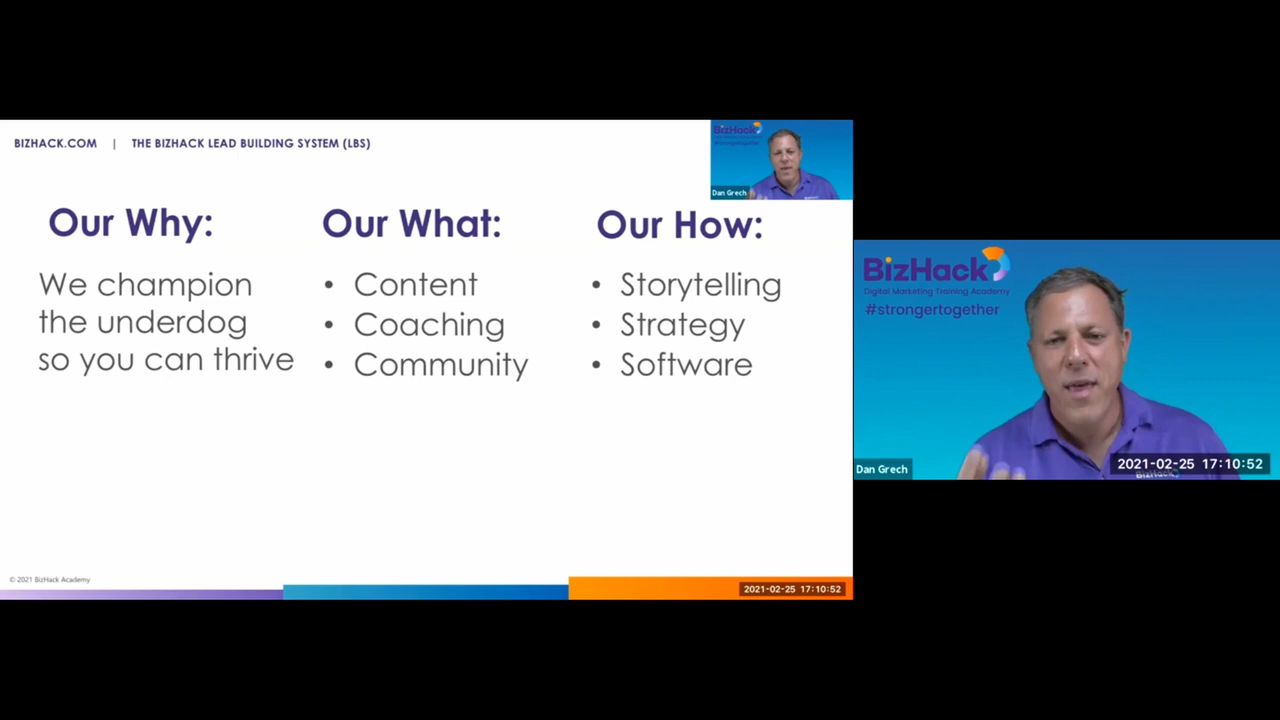 BIZHACK.COM | THE BIZHACK LEAD BUILDING SYSTEM (LBS)
BizHack
#strongertogether
Dan Grech
Our Why:
We champion
the underdog
so you can thrive
Our What:
• Content
• Coaching
• Community
Our How:
• Storytelling
• Strategy
• Software
© 2021 BizHack Academy
2021-02-25 17:10:52
BizHack
Digital Marketing Training Academy
#strongertogether
Dan Grech
2021-02-25 17:10:52
BizHack